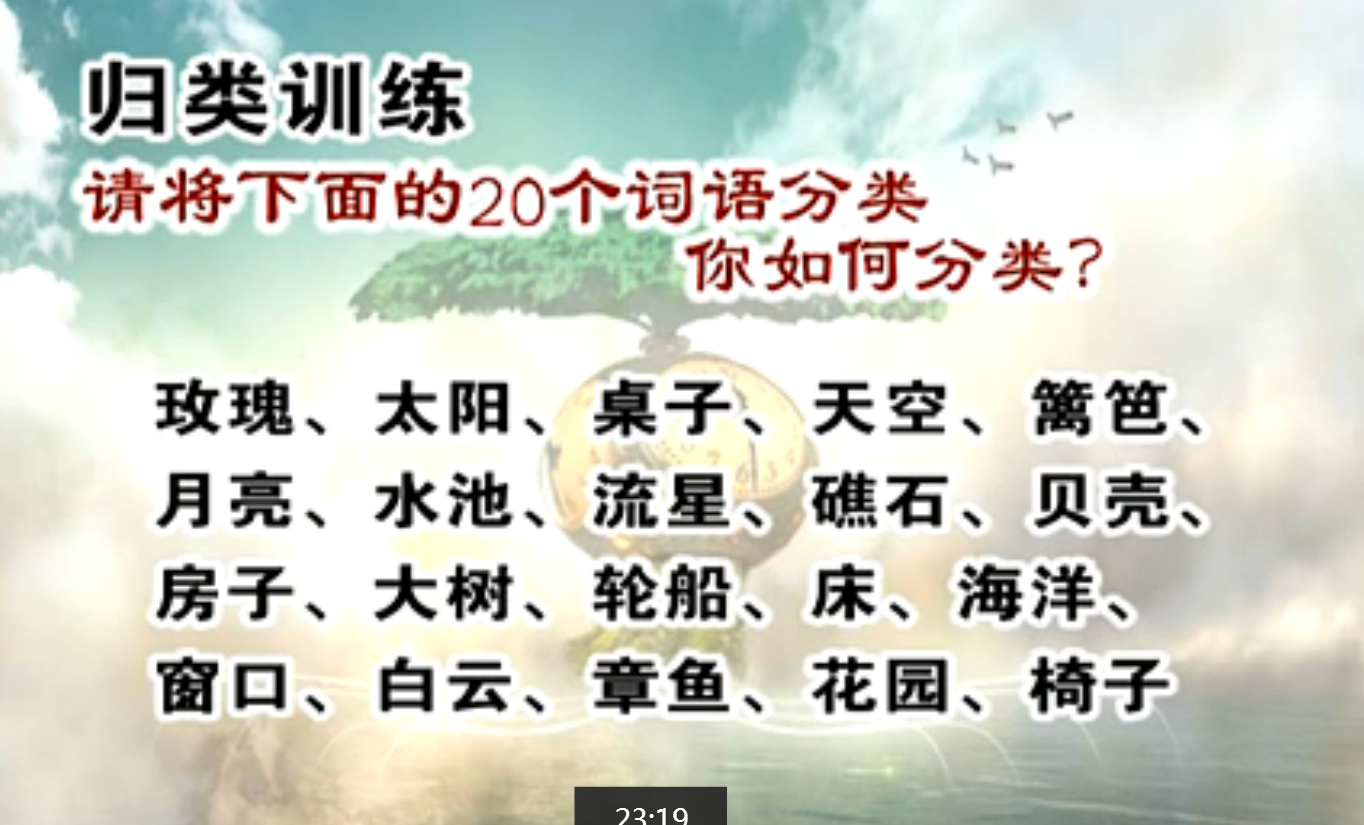 归类训练
请将下面的20个词语分类
你如何分类?
玫瑰、太阳、桌子、天空、篱笆、
月亮、水池、流星、礁石、贝壳、
房子、大树、轮船、床、海洋、
窗口、白云、章鱼、花园、椅子
23:19